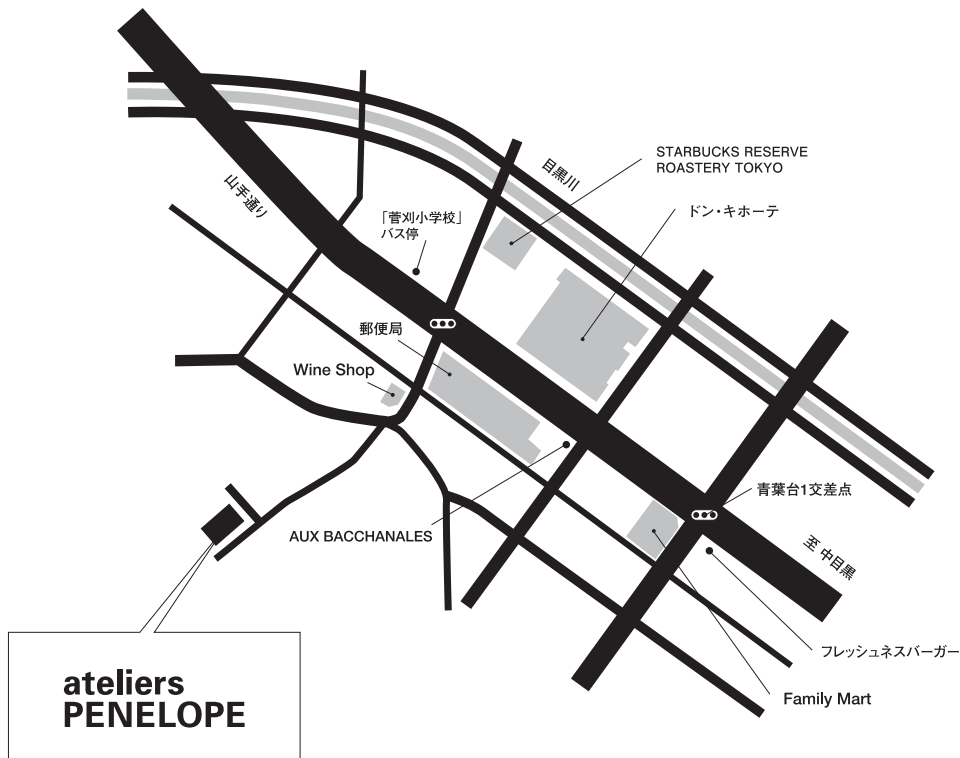 目黒川
STARBUCKS RESERVE
ROASTERY TOKYO
山手通り
ドン・キホーテ
「菅刈小学校」
バス停
郵便局
Wine Shop
青葉台1交差点
AUX BACCHANALES
至 中目黒
フレッシュネスバーガー
Family Mart
ateliers
PENELOPE